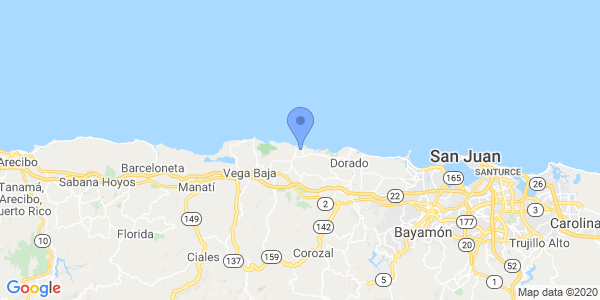 Arecibo
Barceloneta
Sabana Hoyos
Tanamá,
Arecibo,
Puerto Rico
Manatí
Vega Baja
Dorado
San Juan
SANTURCE
165
26
22
177
3
2
Carolina
149
142
Bayamón
20
Trujillo Alto
Florida
10
Ciales
137
159
Corozal
5
52
1
Google
Map data ©2020